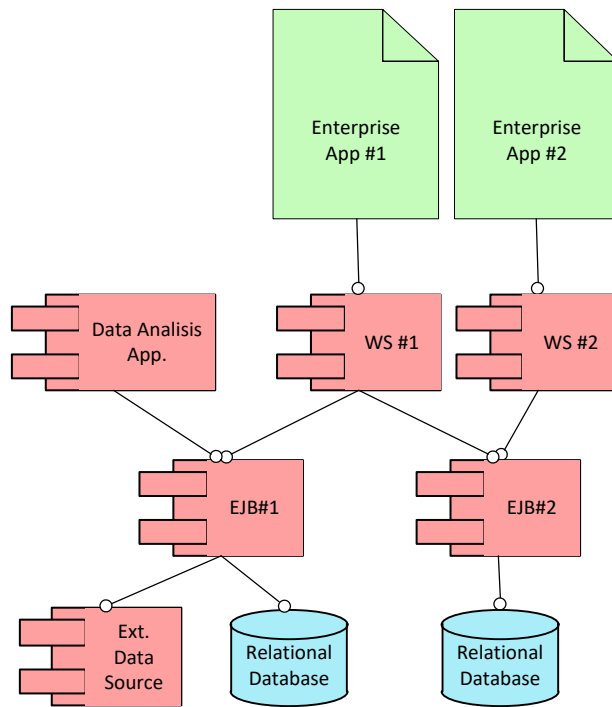 Enterprise
App #1
Enterprise
App #2
Data Analisis
App.
WS #1
WS #2
EJB#1
EJB#2
Ext.
Data
Source
Relational
Database
Relational
Database